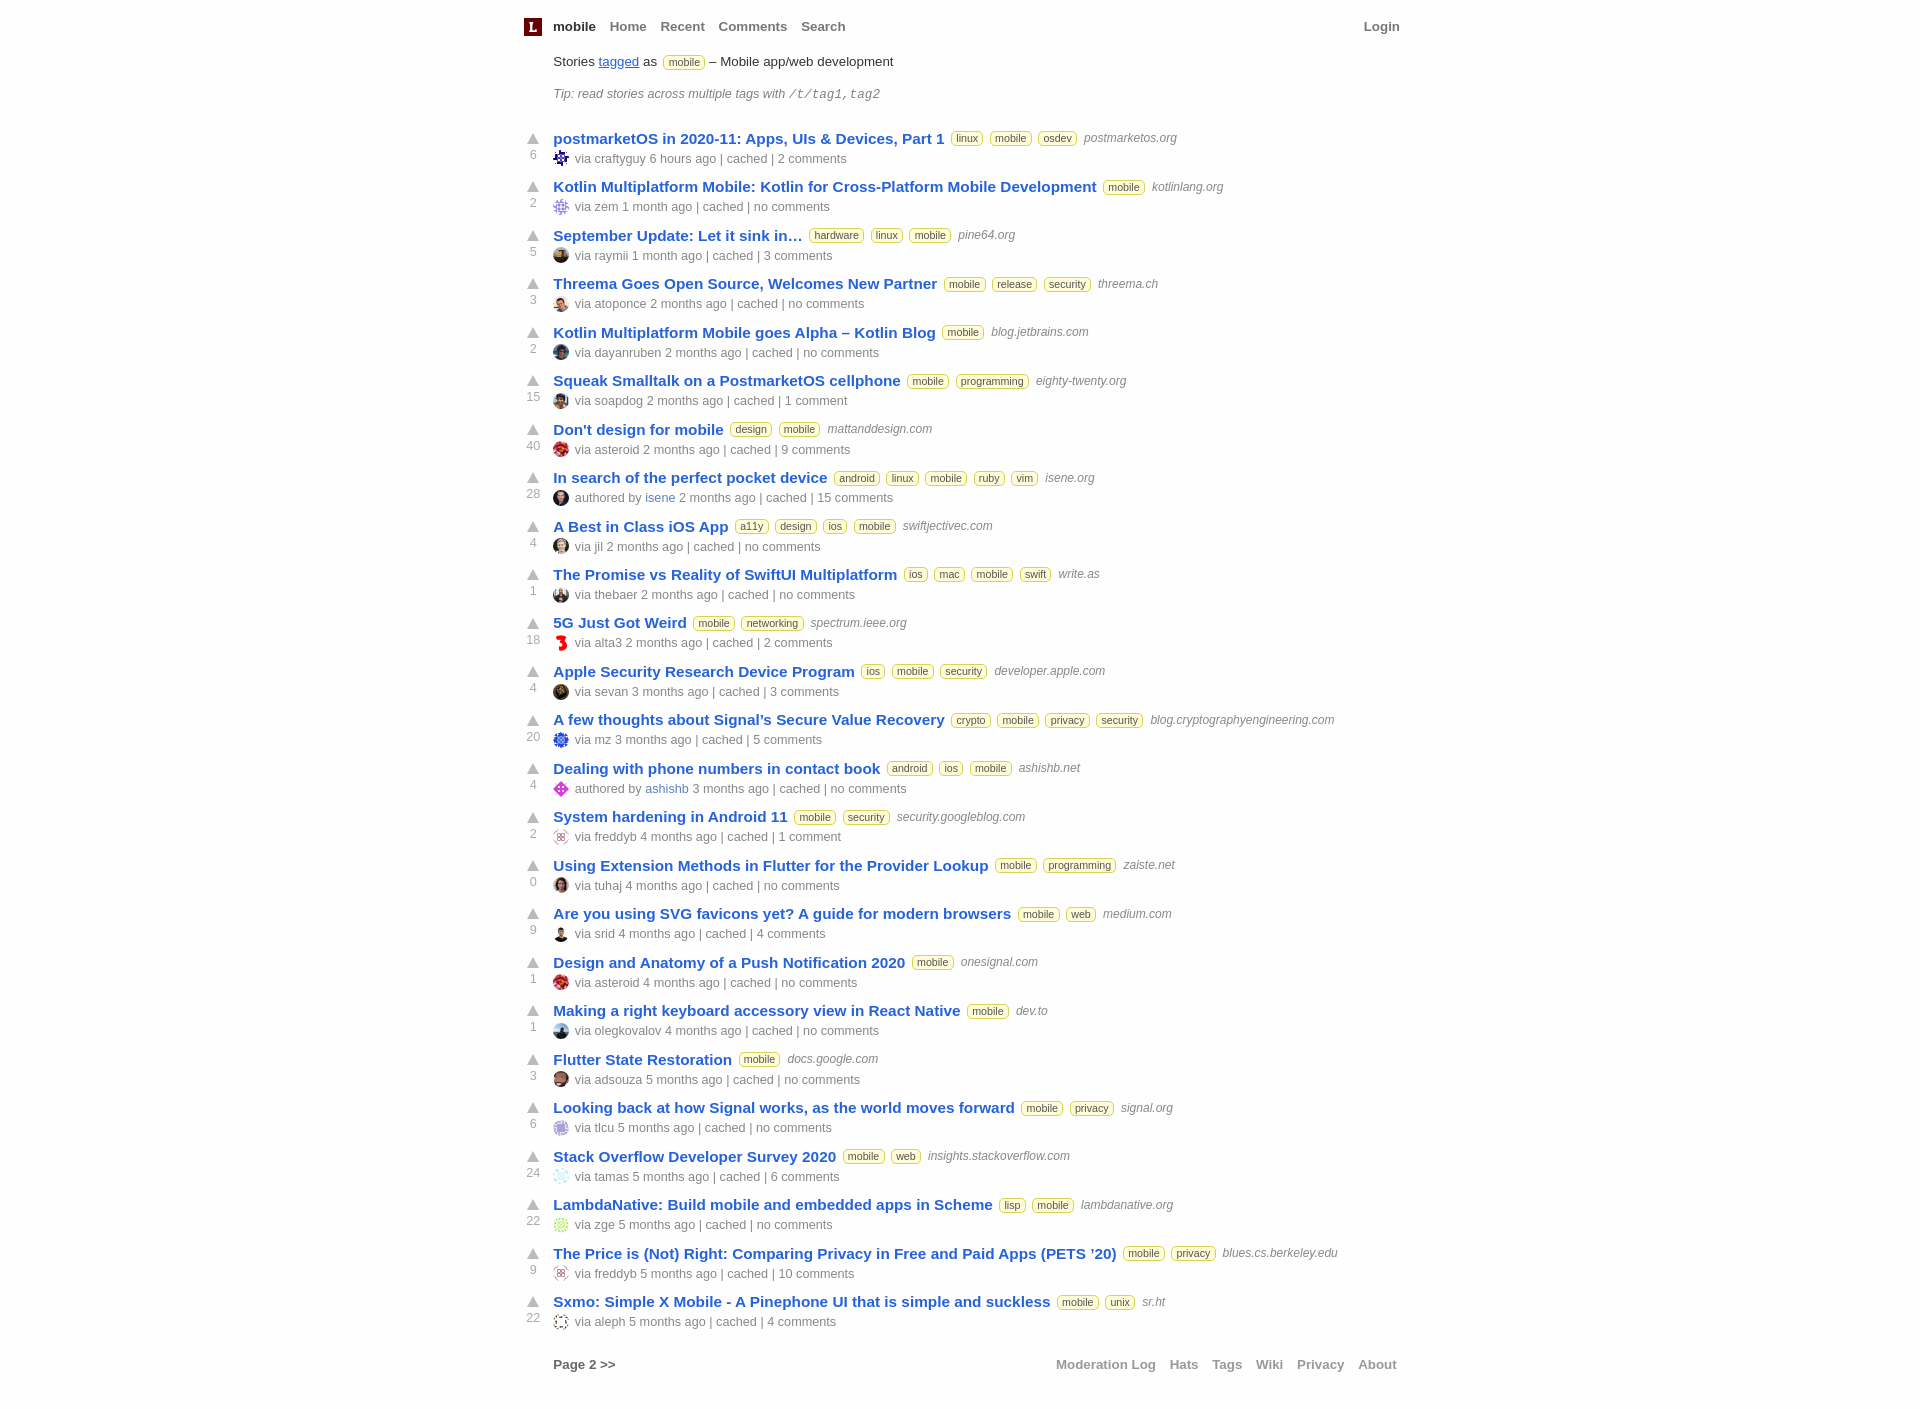 L mobile Home Recent Comments Search Login
Stories tagged as mobile – Mobile app/web development
Tip: read stories across multiple tags with /t/tag1,tag2
postmarketOS in 2020-11: Apps, UIs & Devices, Part 1 linux mobile osdev postmarketos.org
6 via craftyguy 6 hours ago | cached | 2 comments
Kotlin Multiplatform Mobile: Kotlin for Cross-Platform Mobile Development mobile kotlinlang.org
2 via zem 1 month ago | cached | no comments
September Update: Let it sink in… hardware linux mobile pine64.org
5 via raymii 1 month ago | cached | 3 comments
Threema Goes Open Source, Welcomes New Partner mobile release security threema.ch
3 via atoponce 2 months ago | cached | no comments
Kotlin Multiplatform Mobile goes Alpha – Kotlin Blog mobile blog.jetbrains.com
2 via dayanruben 2 months ago | cached | no comments
Squeak Smalltalk on a PostmarketOS cellphone mobile programming eighty-twenty.org
15 via soapdog 2 months ago | cached | 1 comment
Don't design for mobile design mobile mattanddesign.com
40 via asteroid 2 months ago | cached | 9 comments
In search of the perfect pocket device android linux mobile ruby vim isene.org
28 authored by isene 2 months ago | cached | 15 comments
A Best in Class iOS App a11y design ios mobile swiftjectivec.com
4 via jil 2 months ago | cached | no comments
The Promise vs Reality of SwiftUI Multiplatform ios mac mobile swift write.as
1 via thebaer 2 months ago | cached | no comments
5G Just Got Weird mobile networking spectrum.ieee.org
18 via alta3 2 months ago | cached | 2 comments
Apple Security Research Device Program ios mobile security developer.apple.com
4 via sevan 3 months ago | cached | 3 comments
A few thoughts about Signal’s Secure Value Recovery crypto mobile privacy security blog.cryptographyengineering.com
20 via mz 3 months ago | cached | 5 comments
Dealing with phone numbers in contact book android ios mobile ashishb.net
4 authored by ashishb 3 months ago | cached | no comments
System hardening in Android 11 mobile security security.googleblog.com
2 via freddyb 4 months ago | cached | 1 comment
Using Extension Methods in Flutter for the Provider Lookup mobile programming zaiste.net
0 via tuhaj 4 months ago | cached | no comments
Are you using SVG favicons yet? A guide for modern browsers mobile web medium.com
9 via srid 4 months ago | cached | 4 comments
Design and Anatomy of a Push Notification 2020 mobile onesignal.com
1 via asteroid 4 months ago | cached | no comments
Making a right keyboard accessory view in React Native mobile dev.to
1 via olegkovalov 4 months ago | cached | no comments
Flutter State Restoration mobile docs.google.com
3 via adsouza 5 months ago | cached | no comments
Looking back at how Signal works, as the world moves forward mobile privacy signal.org
6 via tlcu 5 months ago | cached | no comments
Stack Overflow Developer Survey 2020 mobile web insights.stackoverflow.com
24 via tamas 5 months ago | cached | 6 comments
LambdaNative: Build mobile and embedded apps in Scheme lisp mobile lambdanative.org
22 via zge 5 months ago | cached | no comments
The Price is (Not) Right: Comparing Privacy in Free and Paid Apps (PETS ’20) mobile privacy blues.cs.berkeley.edu
9 via freddyb 5 months ago | cached | 10 comments
Sxmo: Simple X Mobile - A Pinephone UI that is simple and suckless mobile unix sr.ht
22 via aleph 5 months ago | cached | 4 comments
Page 2 >> Moderation Log Hats Tags Wiki Privacy About